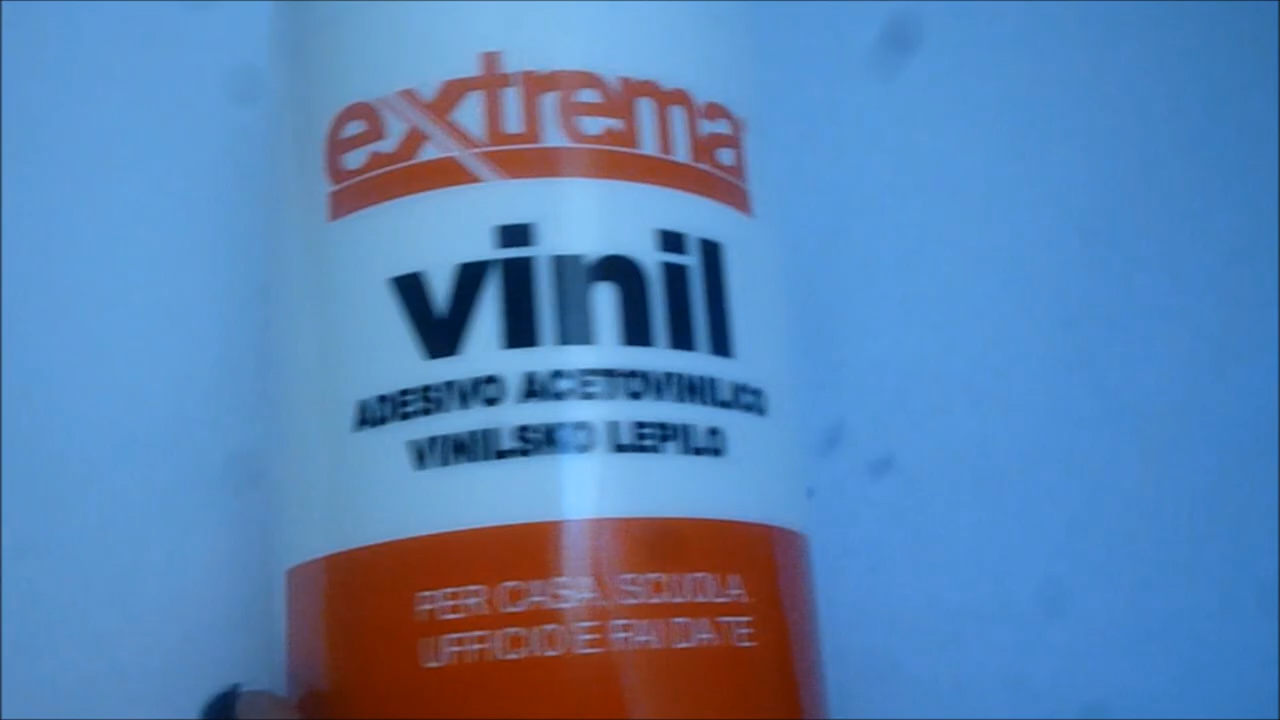 extrema
vinil
ADESIVO ACETOVINILICO
VINILSKO LEPILO
PER CASA, SCUOLA
UFFICIO E FAI DA TE